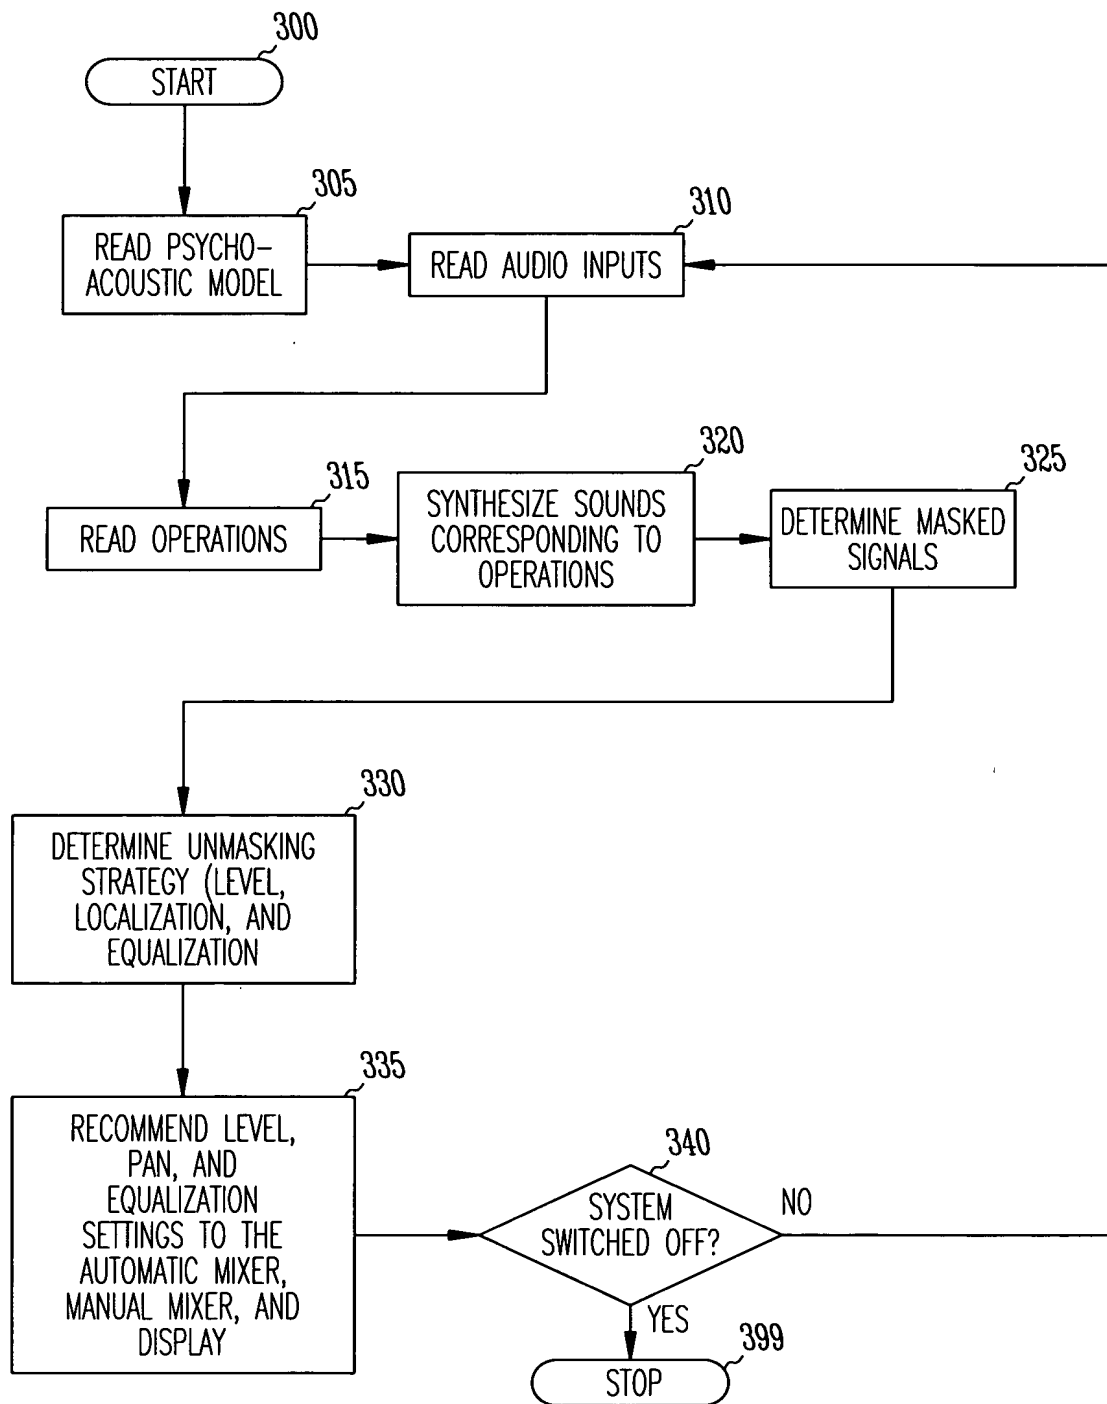 300
START
305
READ PSYCHO-
ACOUSTIC MODEL
310
READ AUDIO INPUTS
315
READ OPERATIONS
320
SYNTHESIZE SOUNDS
CORRESPONDING TO
OPERATIONS
325
DETERMINE MASKED
SIGNALS
330
DETERMINE UNMASKING
STRATEGY (LEVEL,
LOCALIZATION, AND
EQUALIZATION
335
RECOMMEND LEVEL,
PAN, AND
EQUALIZATION
SETTINGS TO THE
AUTOMATIC MIXER,
MANUAL MIXER, AND
DISPLAY
340
SYSTEM
SWITCHED OFF?
NO
YES
399
STOP